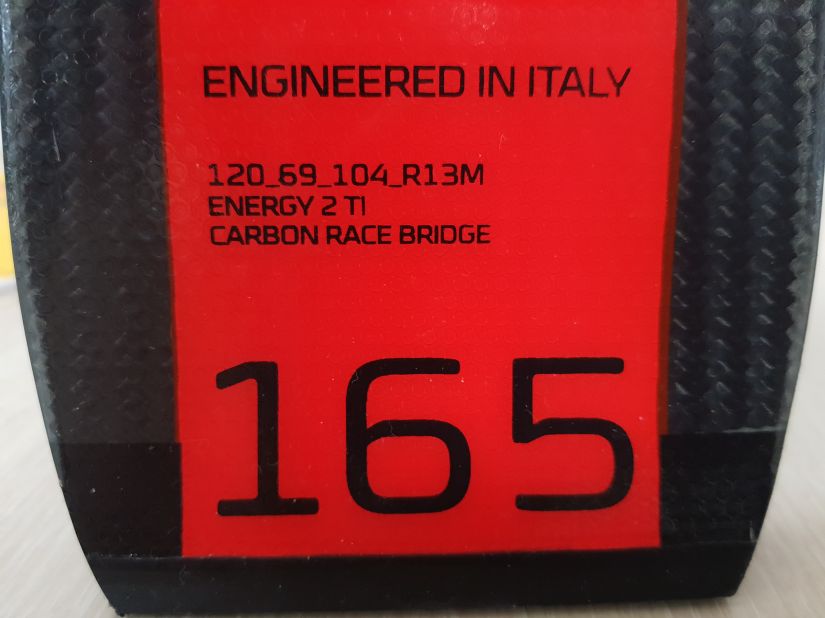 ENGINEERED IN ITALY
120_69_104_R13M
ENERGY 2 TI
CARBON RACE BRIDGE
165